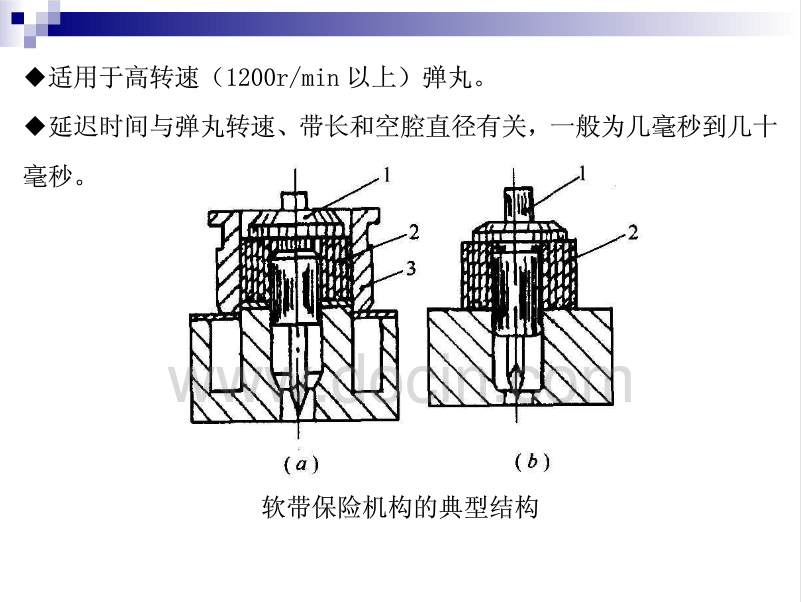 ◆适用于高转速（1200r/min以上）弹丸。
◆延迟时间与弹丸转速、带长和空腔直径有关，一般为几毫秒到几十
毫秒。
1
2
3
1
2
www.docin.com
(a)
(b)
软带保险机构的典型结构